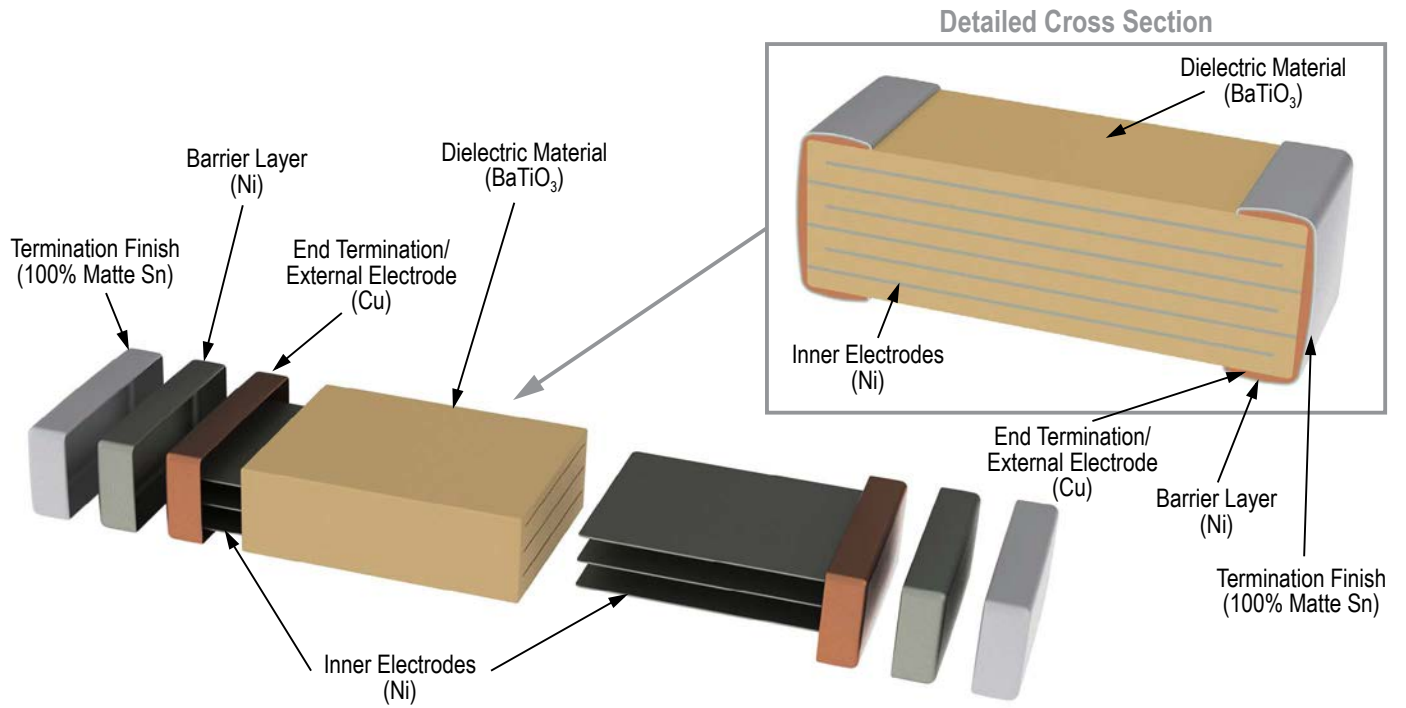 Detailed Cross Section
Dielectric Material
(BaTiO₃)
Barrier Layer
(Ni)
Dielectric Material
(BaTiO₃)
Termination Finish
(100% Matte Sn)
End Termination/
External Electrode
(Cu)
Inner Electrodes
(Ni)
End Termination/
External Electrode
(Cu)
Barrier Layer
(Ni)
Termination Finish
(100% Matte Sn)
Inner Electrodes
(Ni)